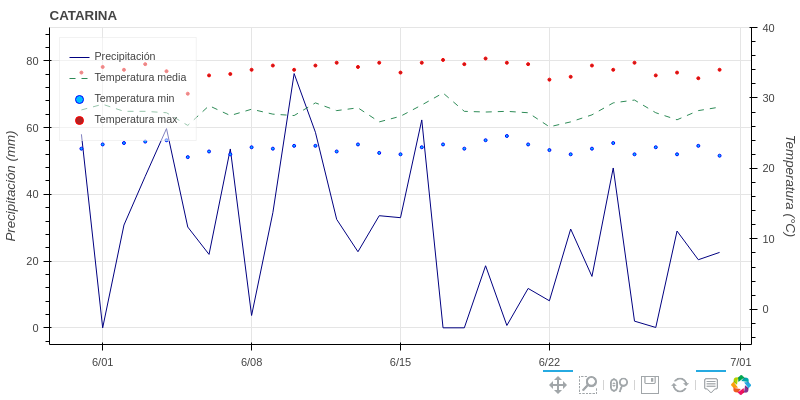 CATARINA
Precipitación
Temperatura media
Temperatura min
Temperatura max
Precipitación (mm)
80
60
40
20
0
Temperatura (°C)
40
30
20
10
0
6/01
6/08
6/15
6/22
7/01